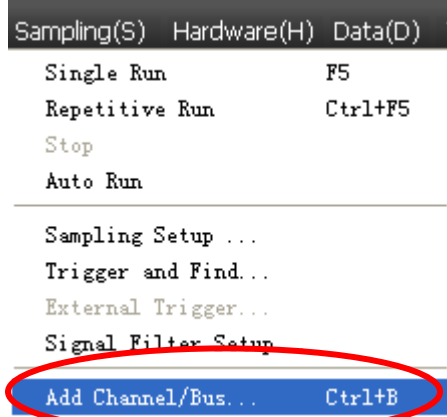 Sampling(S) Hardware(H) Data(D)
Single Run F5
Repetitive Run Ctrl+F5
Stop
Auto Run
Sampling Setup ...
Trigger and Find...
External Trigger...
Signal Filter Setup
Add Channel/Bus... Ctrl+B